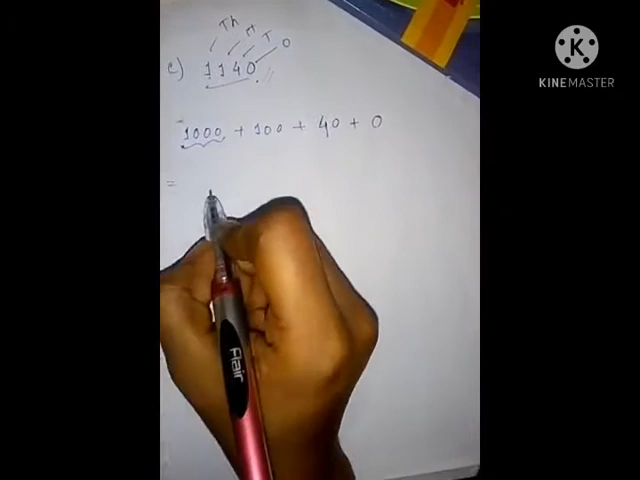 Th H T O
e) 1140
1000 + 100 + 40 + 0
=
Flair
KINEMASTER